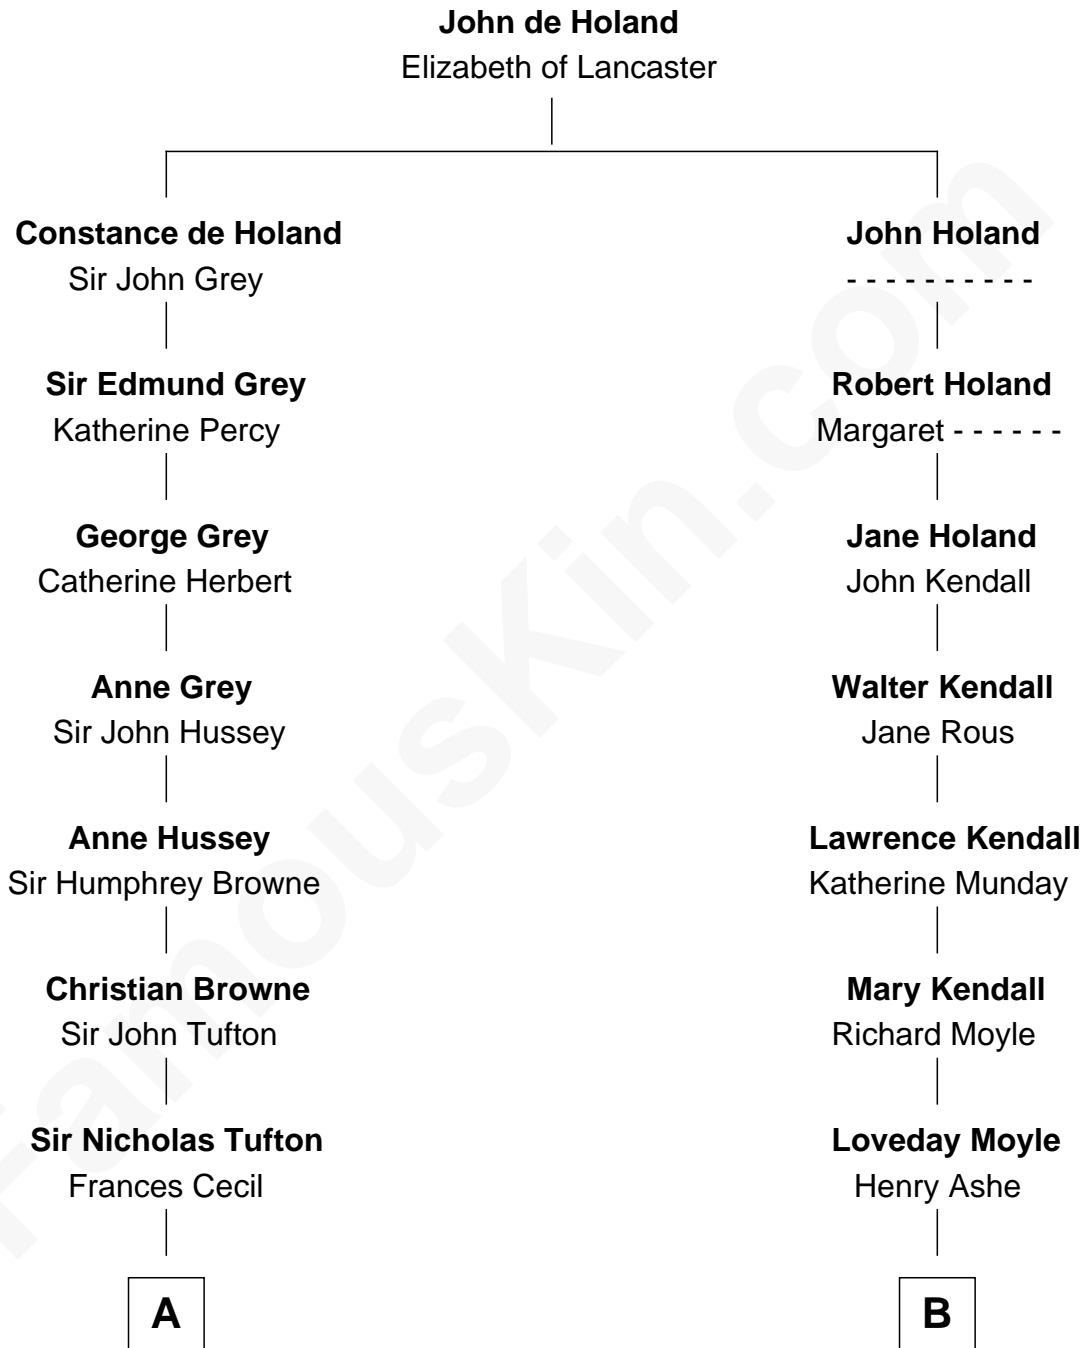 John de Holand
Elizabeth of Lancaster
Constance de Holand
Sir John Grey
John Holand
- - - - - - - - - -
Sir Edmund Grey
Katherine Percy
Robert Holand
Margaret - - - - - -
George Grey
Catherine Herbert
Jane Holand
John Kendall
Anne Grey
Sir John Hussey
Walter Kendall
Jane Rous
Anne Hussey
Sir Humphrey Browne
Lawrence Kendall
Katherine Munday
Christian Browne
Sir John Tufton
Mary Kendall
Richard Moyle
Sir Nicholas Tufton
Frances Cecil
Loveday Moyle
Henry Ashe
A
B
FamousKin.com